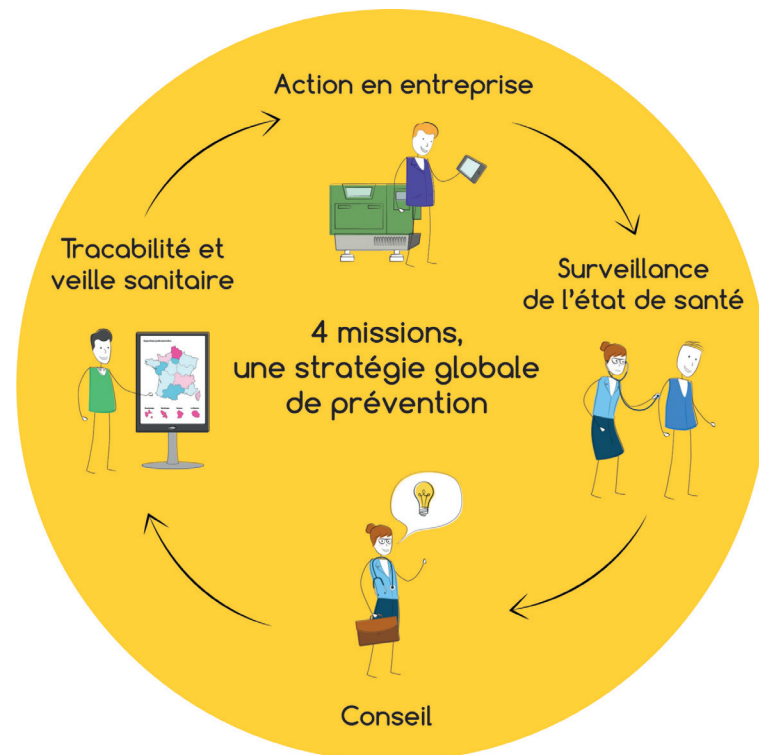 Action en entreprise
Tracabilité et
veille sanitaire
Surveillance
de l'état de santé
4 missions,
une stratégie globale
de prévention
Conseil